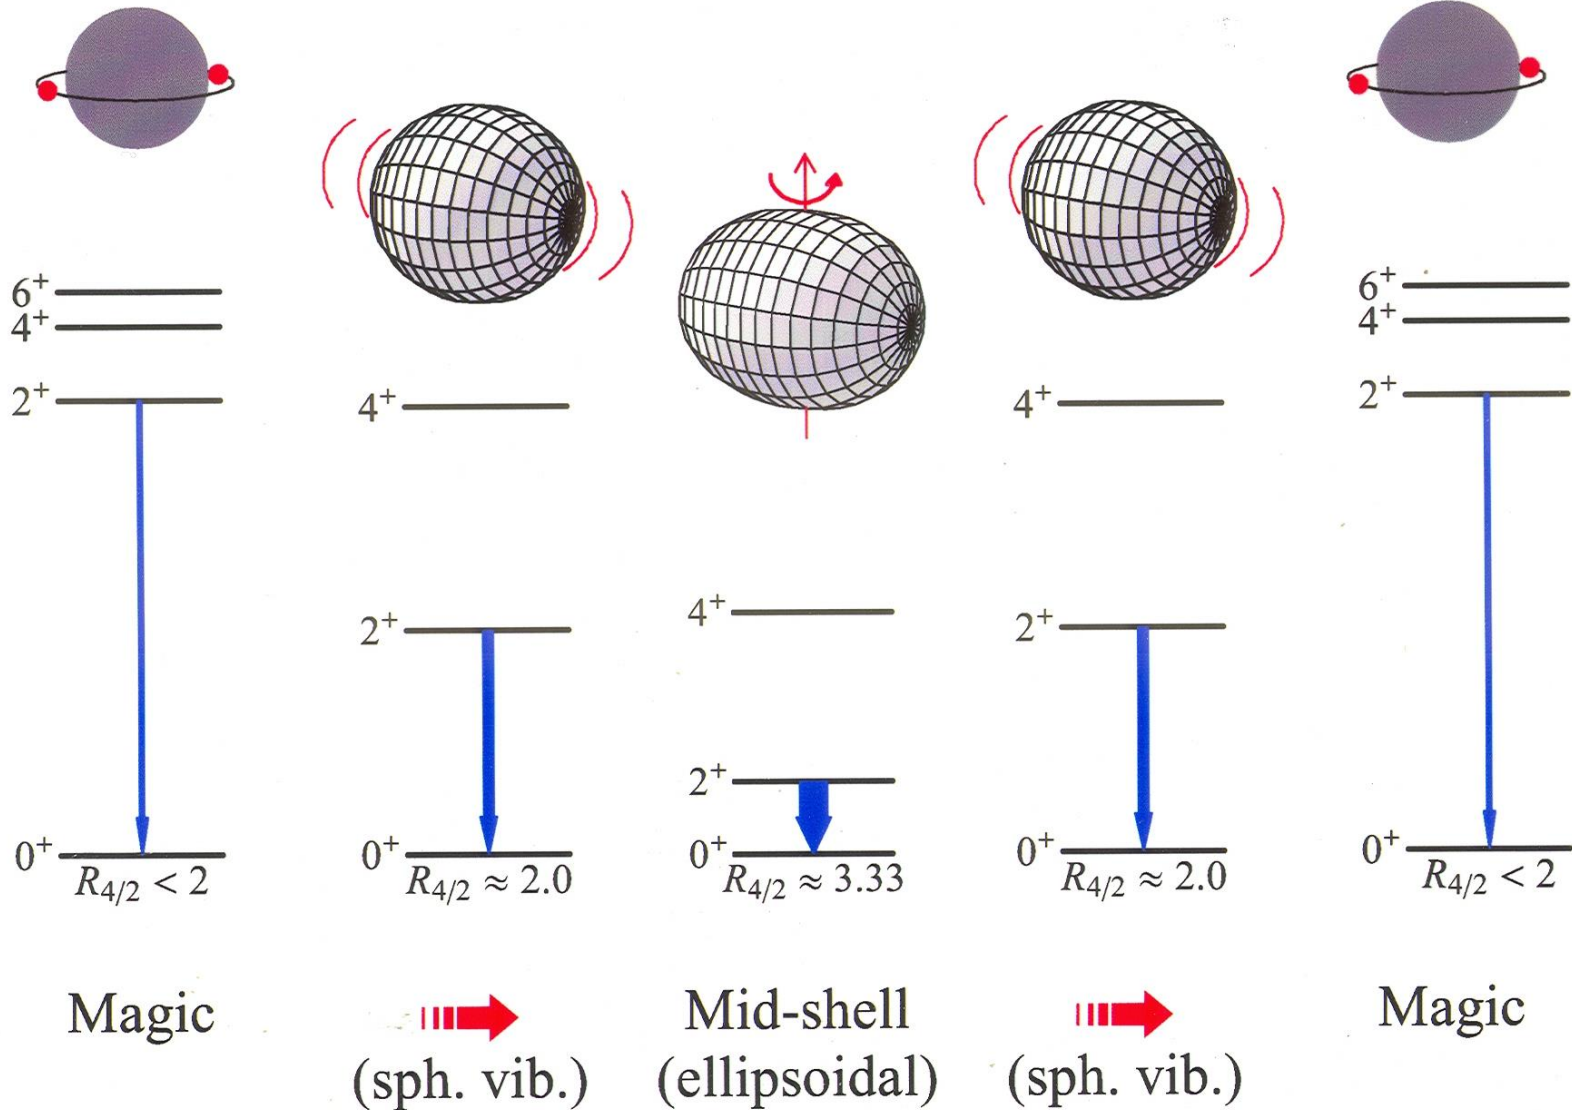 6⁺
4⁺
2⁺
0⁺
R₄/₂ < 2
Magic
4⁺
2⁺
0⁺
R₄/₂ ≈ 2.0
(sph. vib.)
4⁺
2⁺
0⁺
R₄/₂ ≈ 3.33
Mid-shell
(ellipsoidal)
4⁺
2⁺
0⁺
R₄/₂ ≈ 2.0
(sph. vib.)
6⁺
4⁺
2⁺
0⁺
R₄/₂ < 2
Magic